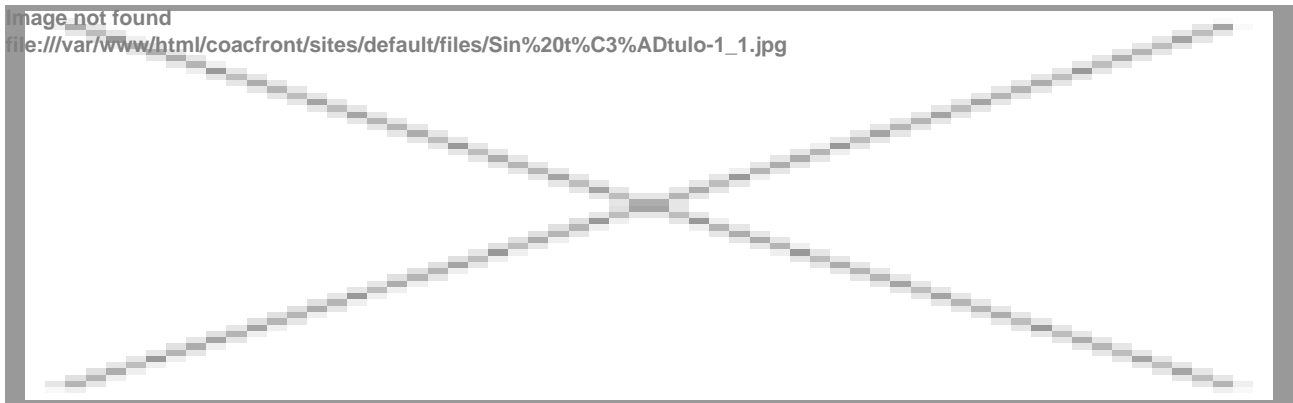 Image not found
file:///var/www/html/coacfront/sites/default/files/Sin%20t%C3%ADtulo-1_1.jpg